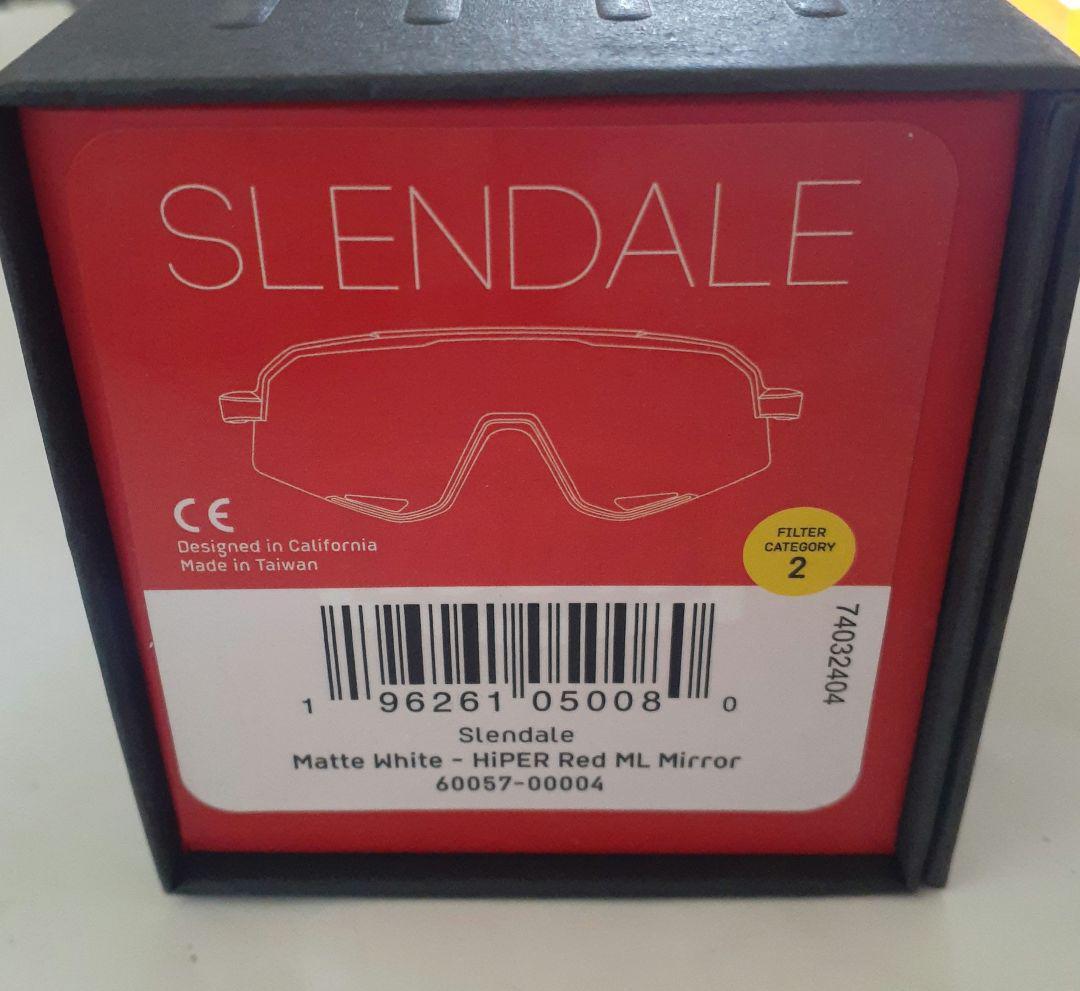 SLENDALE
CE
Designed in California
Made in Taiwan
FILTER
CATEGORY
2
74032404
1 96261 05008 0
Slendale
Matte White - HiPER Red ML Mirror
60057-00004